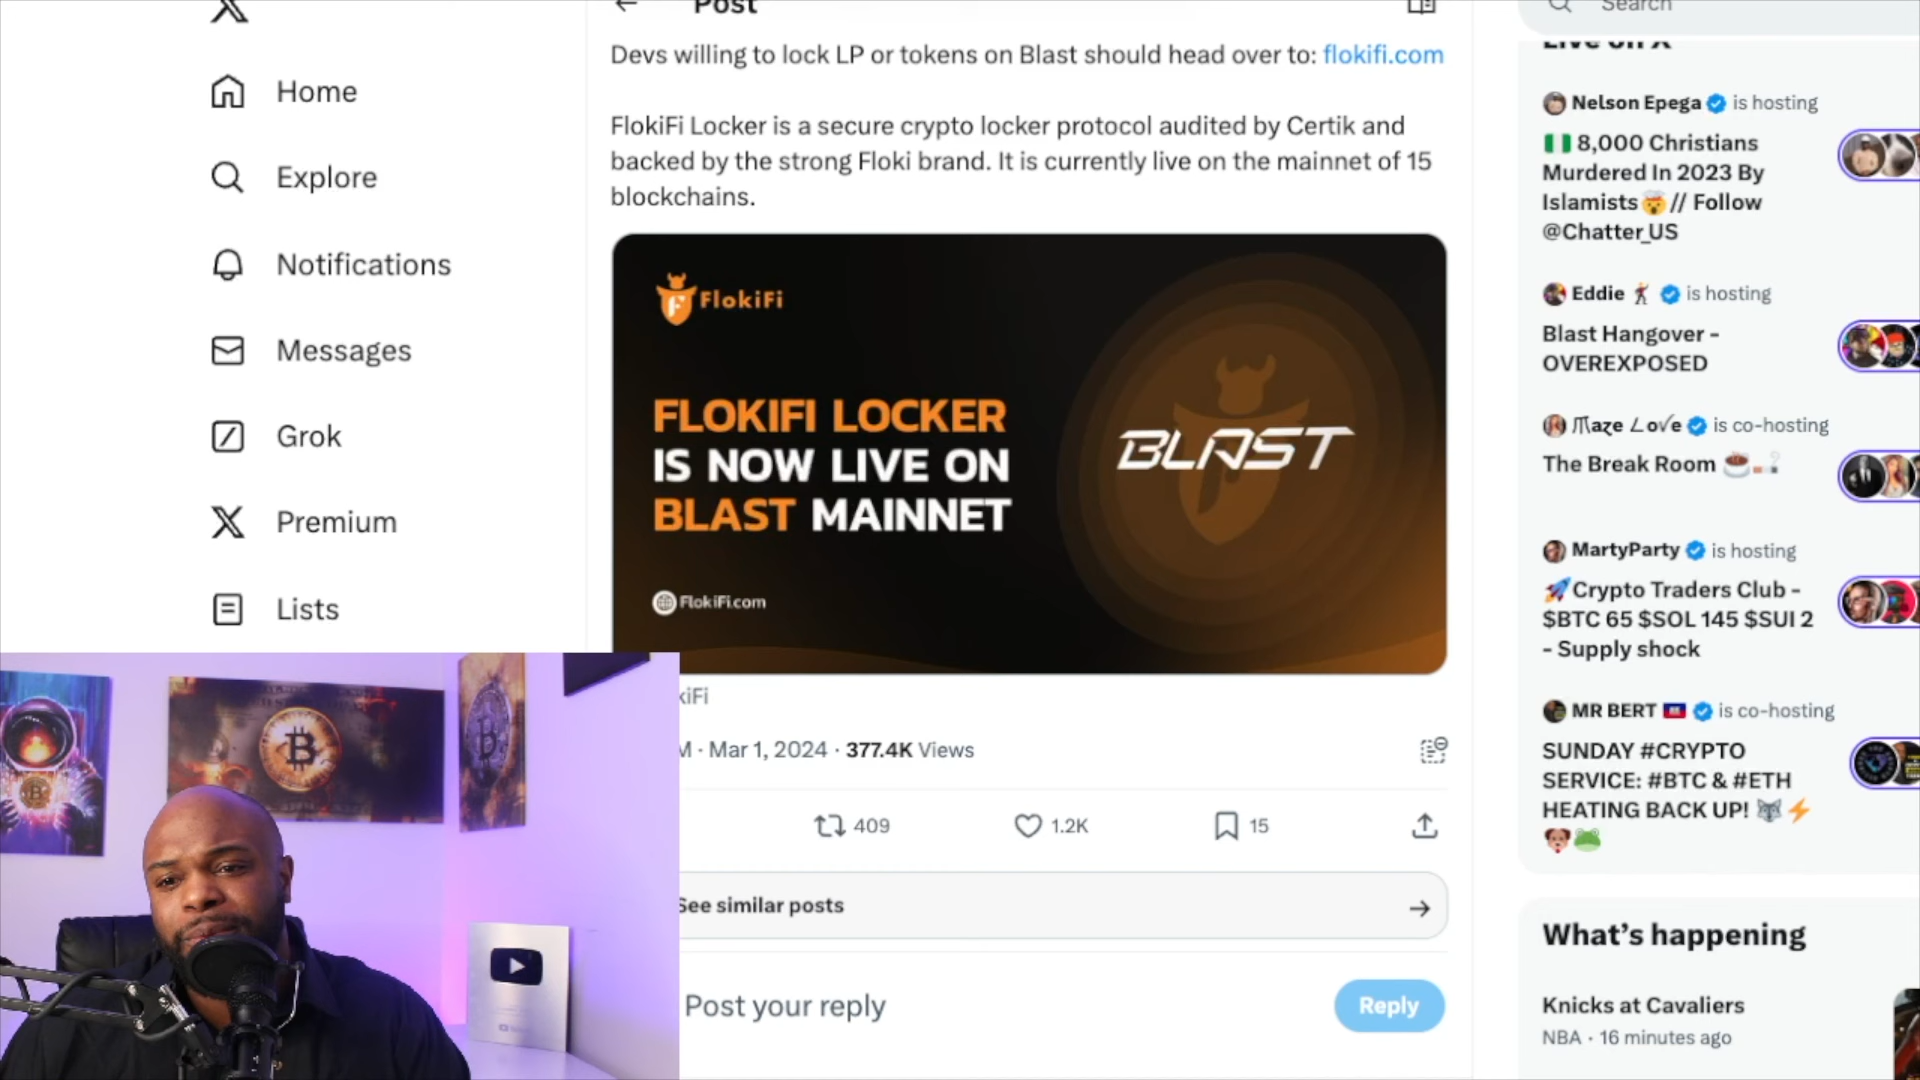 Post
Search
Home
Explore
Notifications
Messages
Grok
Premium
Lists
Devs willing to lock LP or tokens on Blast should head over to: flokifi.com
FlokiFi Locker is a secure crypto locker protocol audited by Certik and
backed by the strong Floki brand. It is currently live on the mainnet of 15
blockchains.
FlokiFi
FLOKIFI LOCKER
IS NOW LIVE ON
BLAST MAINNET
BLAST
FlokiFi.com
kiFi
M · Mar 1, 2024 · 377.4K Views
409
1.2K
15
See similar posts
Post your reply
Reply
Live on X
Nelson Epega is hosting
🇳🇬 8,000 Christians
Murdered In 2023 By
Islamists🤯// Follow
@Chatter_US
Eddie 🕺 is hosting
Blast Hangover -
OVEREXPOSED
is co-hosting
The Break Room ☕🚬
MartyParty is hosting
🚀Crypto Traders Club -
$BTC 65 $SOL 145 $SUI 2
- Supply shock
MR BERT 🇭🇹 is co-hosting
SUNDAY #CRYPTO
SERVICE: #BTC & #ETH
HEATING BACK UP! 🐺⚡
🐶🐸
What's happening
Knicks at Cavaliers
NBA · 16 minutes ago